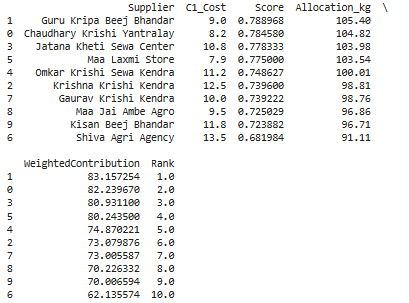 Supplier C1_Cost Score Allocation_kg \
1 Guru Kripa Beej Bhandar 9.0 0.788968 105.40
0 Chaudhary Krishi Yantralay 8.2 0.784580 104.82
3 Jatana Kheti Sewa Center 10.8 0.778333 103.98
5 Maa Laxmi Store 7.9 0.775000 103.54
4 Omkar Krishi Sewa Kendra 11.2 0.748627 100.01
2 Krishna Krishi Kendra 12.5 0.739600 98.81
7 Gaurav Krishi Kendra 10.0 0.739222 98.76
8 Maa Jai Ambe Agro 9.5 0.725029 96.86
9 Kisan Beej Bhandar 11.8 0.723882 96.71
6 Shiva Agri Agency 13.5 0.681984 91.11
WeightedContribution Rank
1 83.157254 1.0
0 82.239670 2.0
3 80.931100 3.0
5 80.243500 4.0
4 74.870221 5.0
2 73.079876 6.0
7 73.005587 7.0
8 70.226332 8.0
9 70.006594 9.0
6 62.135574 10.0